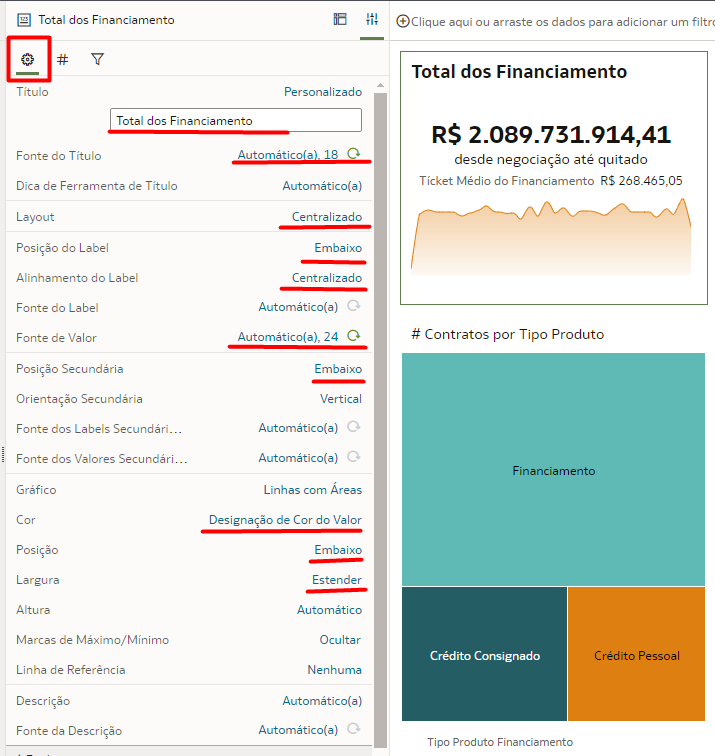 Total dos Financiamento
Título Personalizado
Total dos Financiamento
Fonte do Título Automático(a), 18
Dica de Ferramenta de Título Automático(a)
Layout Centralizado
Posição do Label Embaixo
Alinhamento do Label Centralizado
Fonte do Label Automático(a)
Fonte de Valor Automático(a), 24
Posição Secundária Embaixo
Orientação Secundária Vertical
Fonte dos Labels Secundári... Automático(a)
Fonte dos Valores Secundári... Automático(a)
Gráfico Linhas com Áreas
Cor Designação de Cor do Valor
Posição Embaixo
Largura Estender
Altura Automático
Marcas de Máximo/Mínimo Ocultar
Linha de Referência Nenhuma
Descrição Automático(a)
Fonte da Descrição Automático(a)
Clique aqui ou arraste os dados para adicionar um filtro
Total dos Financiamento
R$ 2.089.731.914,41
desde negociação até quitado
Tícket Médio do Financiamento R$ 268.465,05
# Contratos por Tipo Produto
Financiamento
Crédito Consignado
Crédito Pessoal
Tipo Produto Financiamento